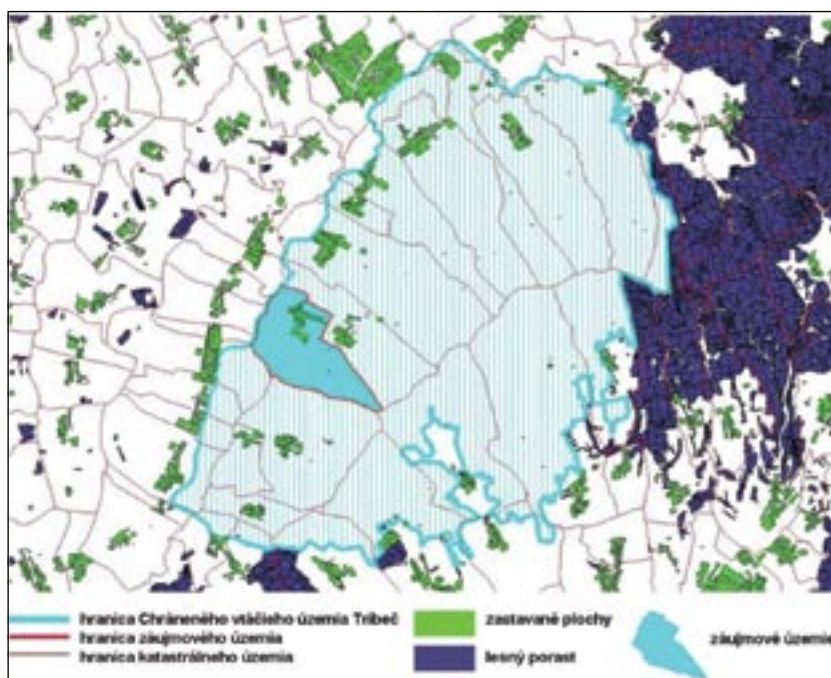 hranica Chráneného vtáčieho územia Tribeč
hranica záujmového územia
hranica katastrálneho územia
zastavané plochy
lesný porast
záujmové územie